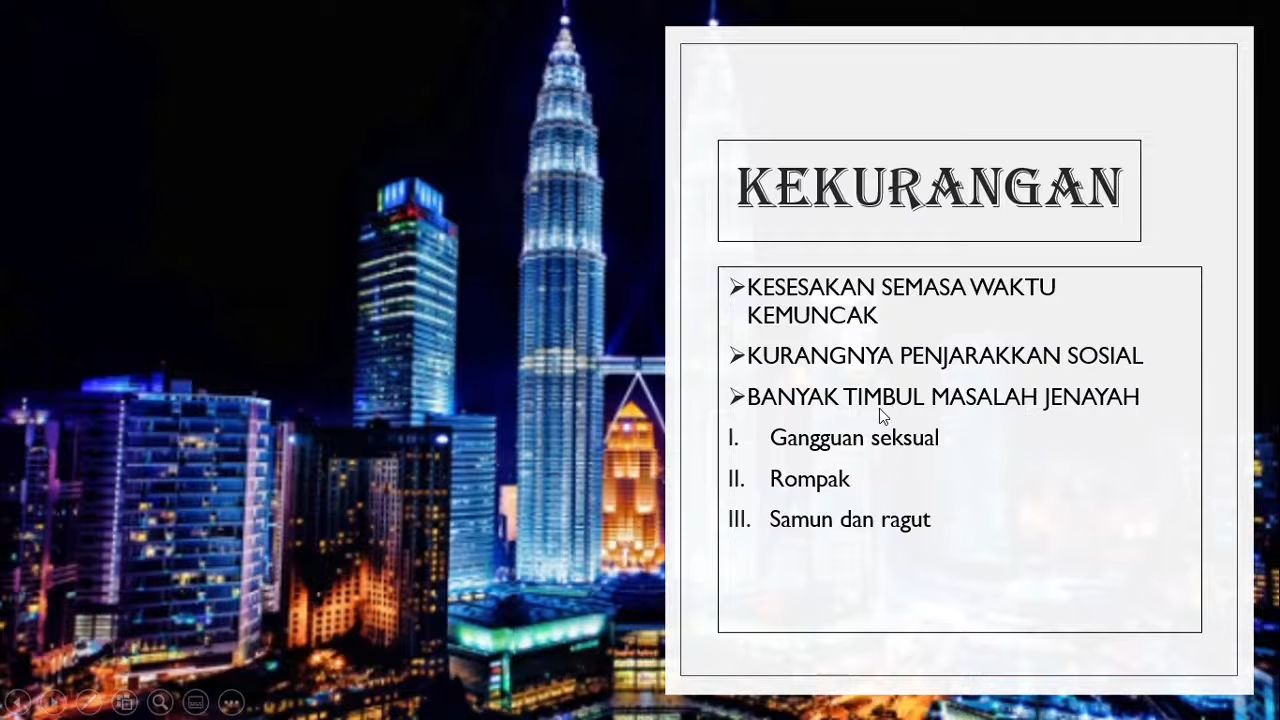 KEKURANGAN
➢KESESAKAN SEMASA WAKTU
KEMUNCAK
➢KURANGNYA PENJARAKKAN SOSIAL
➢BANYAK TIMBUL MASALAH JENAYAH
I. Gangguan seksual
II. Rompak
III. Samun dan ragut